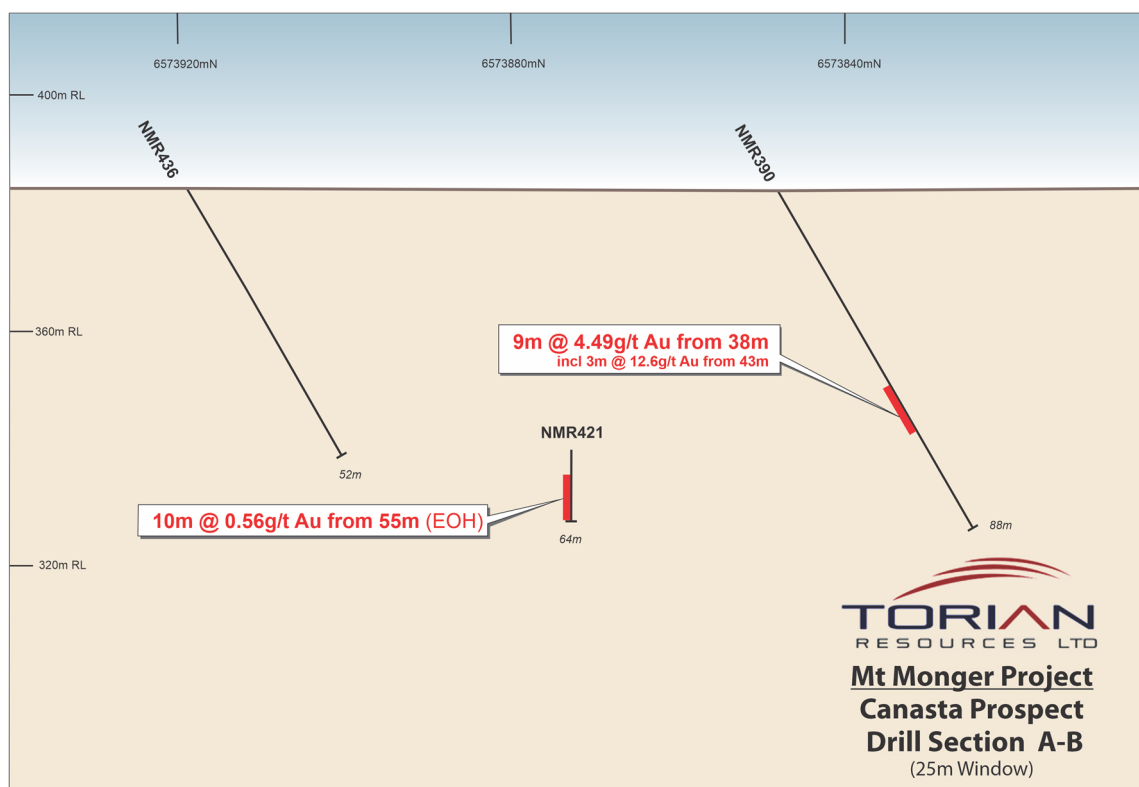 6573920mN
6573880mN
6573840mN
400m RL
NMR436
NMR390
360m RL
9m @ 4.49g/t Au from 38m
incl 3m @ 12.6g/t Au from 43m
NMR421
52m
10m @ 0.56g/t Au from 55m (EOH)
64m
88m
320m RL
TORIAN
RESOURCES LTD
Mt Monger Project
Canasta Prospect
Drill Section A-B
(25m Window)